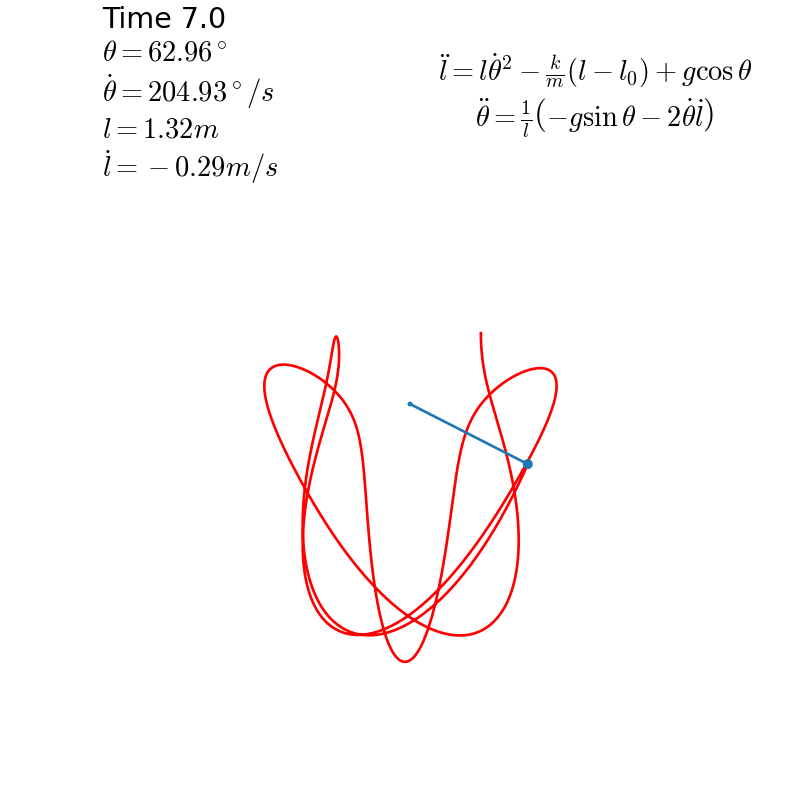 Time 7.0
θ = 62.96°
θ̇ = 204.93°/s
l = 1.32m
l̇ = −0.29m/s
l̈ = lθ̇² − k/m(l − l₀) + g cos θ
θ̈ = 1/l(−g sin θ − 2θ̇l̇)